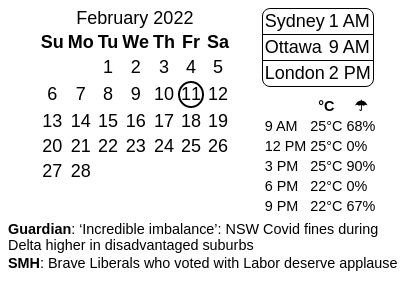 February 2022
Su Mo Tu We Th Fr Sa
1 2 3 4 5
6 7 8 9 10 11 12
13 14 15 16 17 18 19
20 21 22 23 24 25 26
27 28
Sydney 1 AM
Ottawa 9 AM
London 2 PM
°C ☂
9 AM 25°C 68%
12 PM 25°C 0%
3 PM 25°C 90%
6 PM 22°C 0%
9 PM 22°C 67%
Guardian: ‘Incredible imbalance’: NSW Covid fines during
Delta higher in disadvantaged suburbs
SMH: Brave Liberals who voted with Labor deserve applause